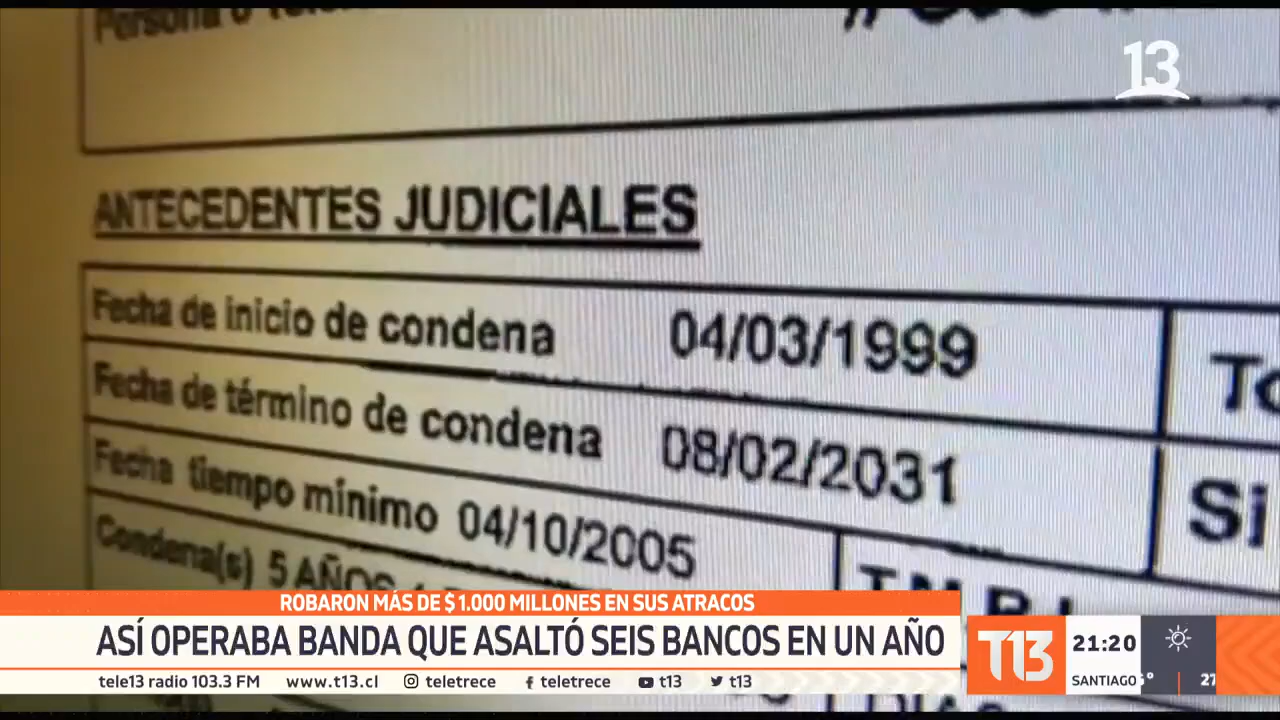 13
ANTECEDENTES JUDICIALES
Fecha de inicio de condena 04/03/1999
Fecha de término de condena 08/02/2031
Si
Fecha tiempo mínimo 04/10/2005
Condena(s) 5 AÑOS
ROBARON MÁS DE $1.000 MILLONES EN SUS ATRACOS
ASÍ OPERABA BANDA QUE ASALTÓ SEIS BANCOS EN UN AÑO
tele13 radio 103.3 FM www.t13.cl teletrece teletrece t13 t13
T13
21:20
SANTIAGO